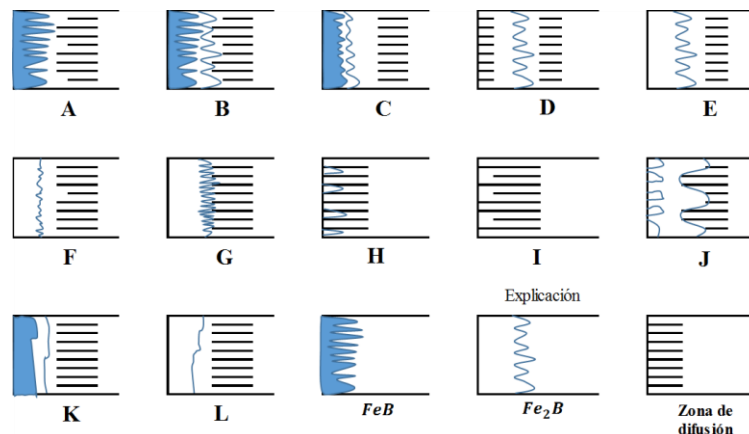 A B C D E
F G H I J
Explicación
K L FeB Fe₂B Zona de
difusión